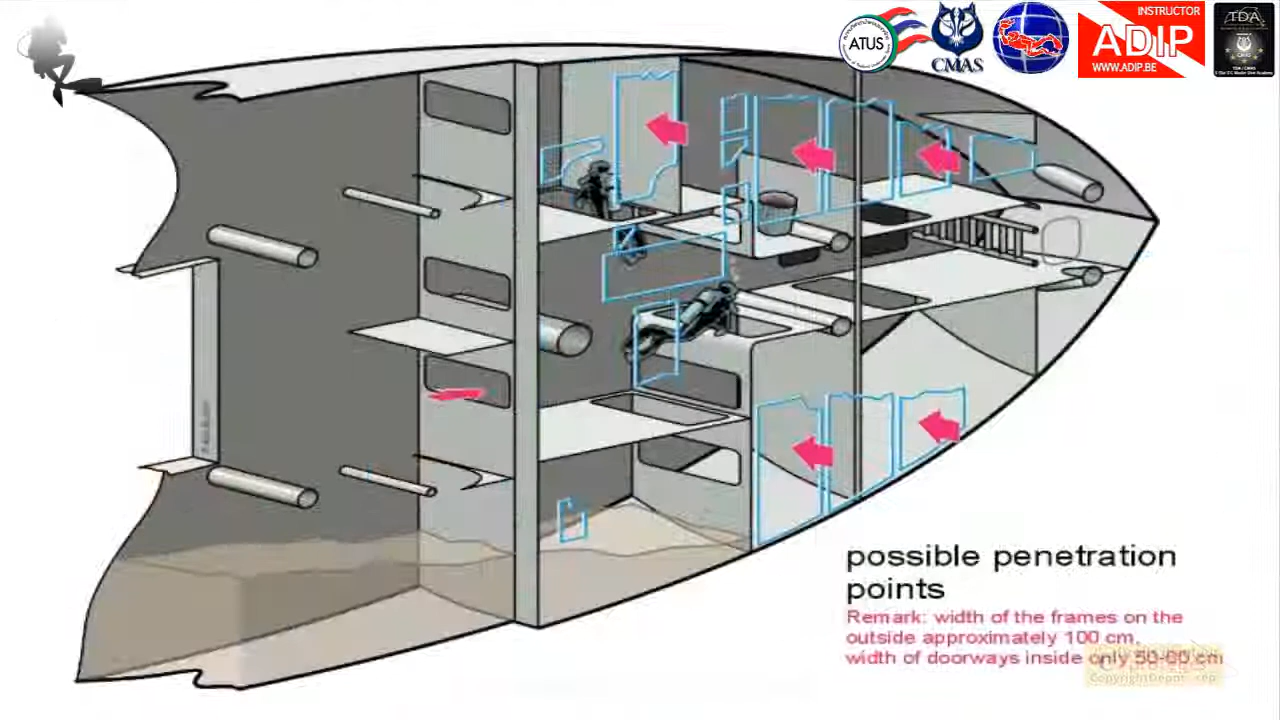 INSTRUCTOR
ATUS
CMAS
ADIP
WWW.ADIP.BE
TDA
possible penetration
points
Remark: width of the frames on the
outside approximately 100 cm,
width of doorways inside only 50-60 cm